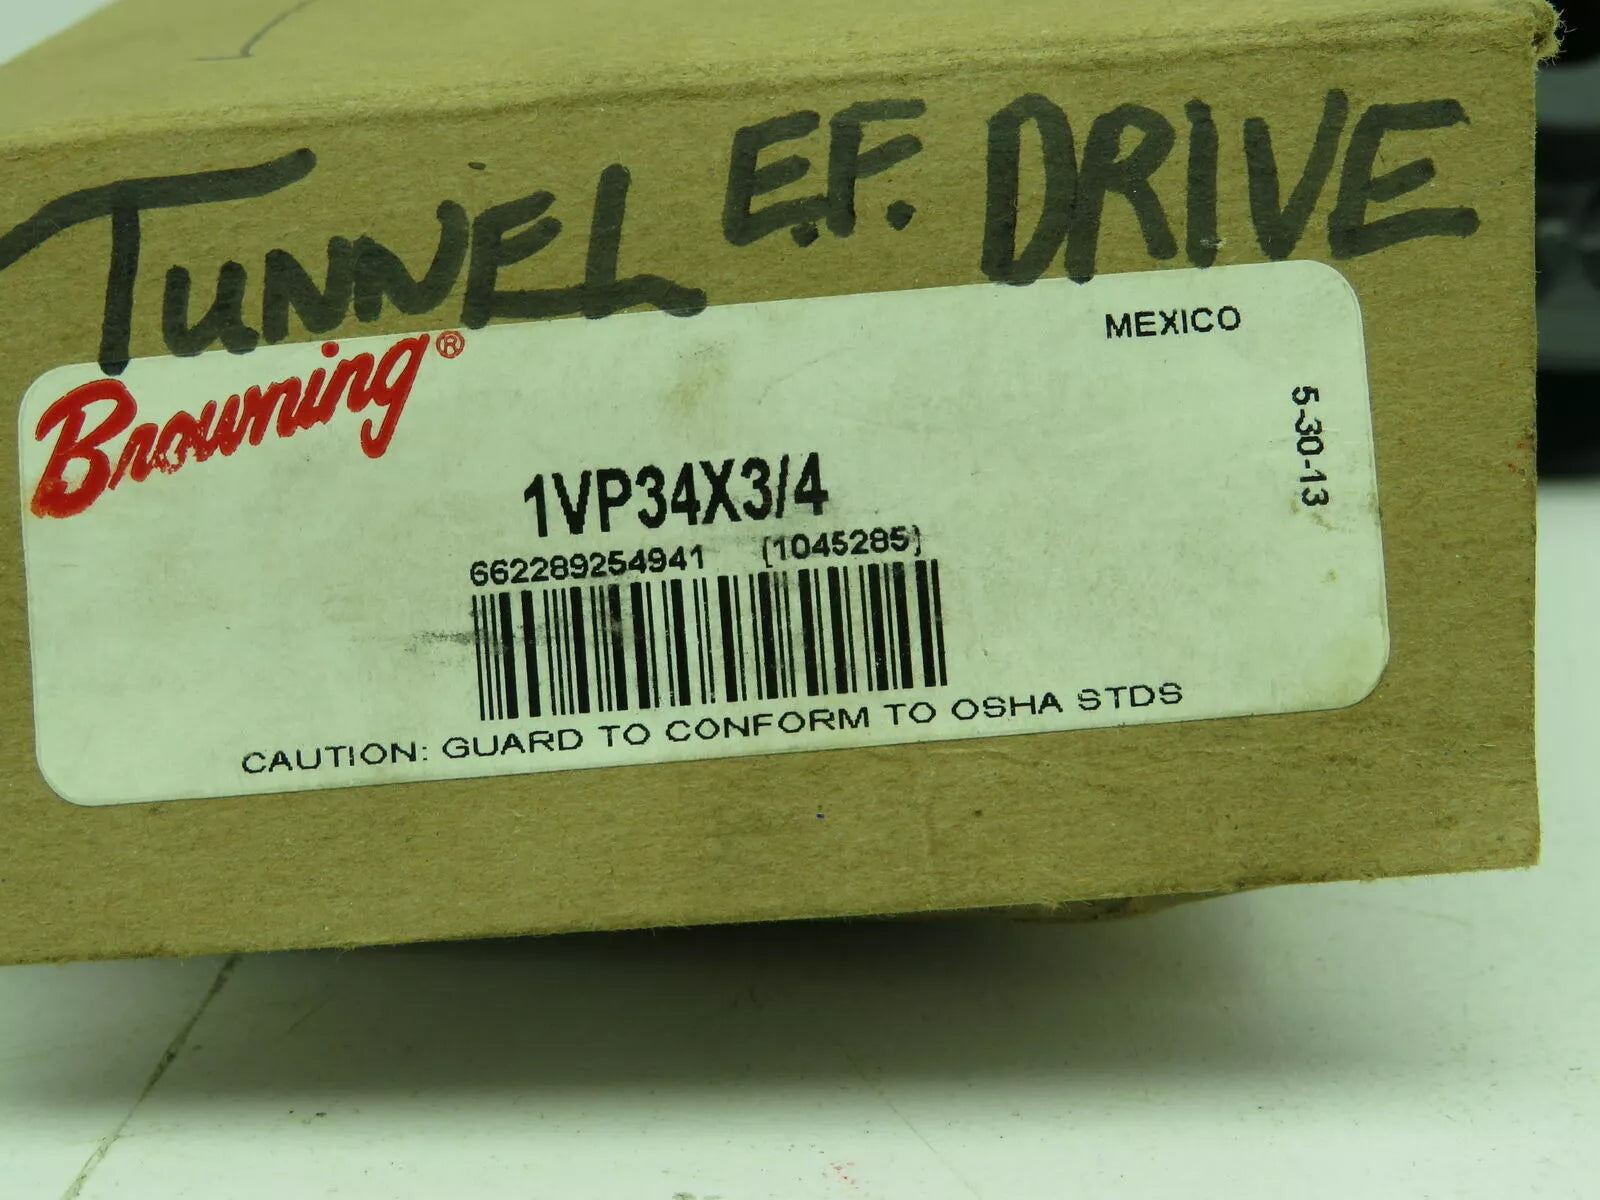 TUNNEL E.F. DRIVE
Browning®
MEXICO
5-30-13
1VP34X3/4
662289254941 [1045285]
CAUTION: GUARD TO CONFORM TO OSHA STDS